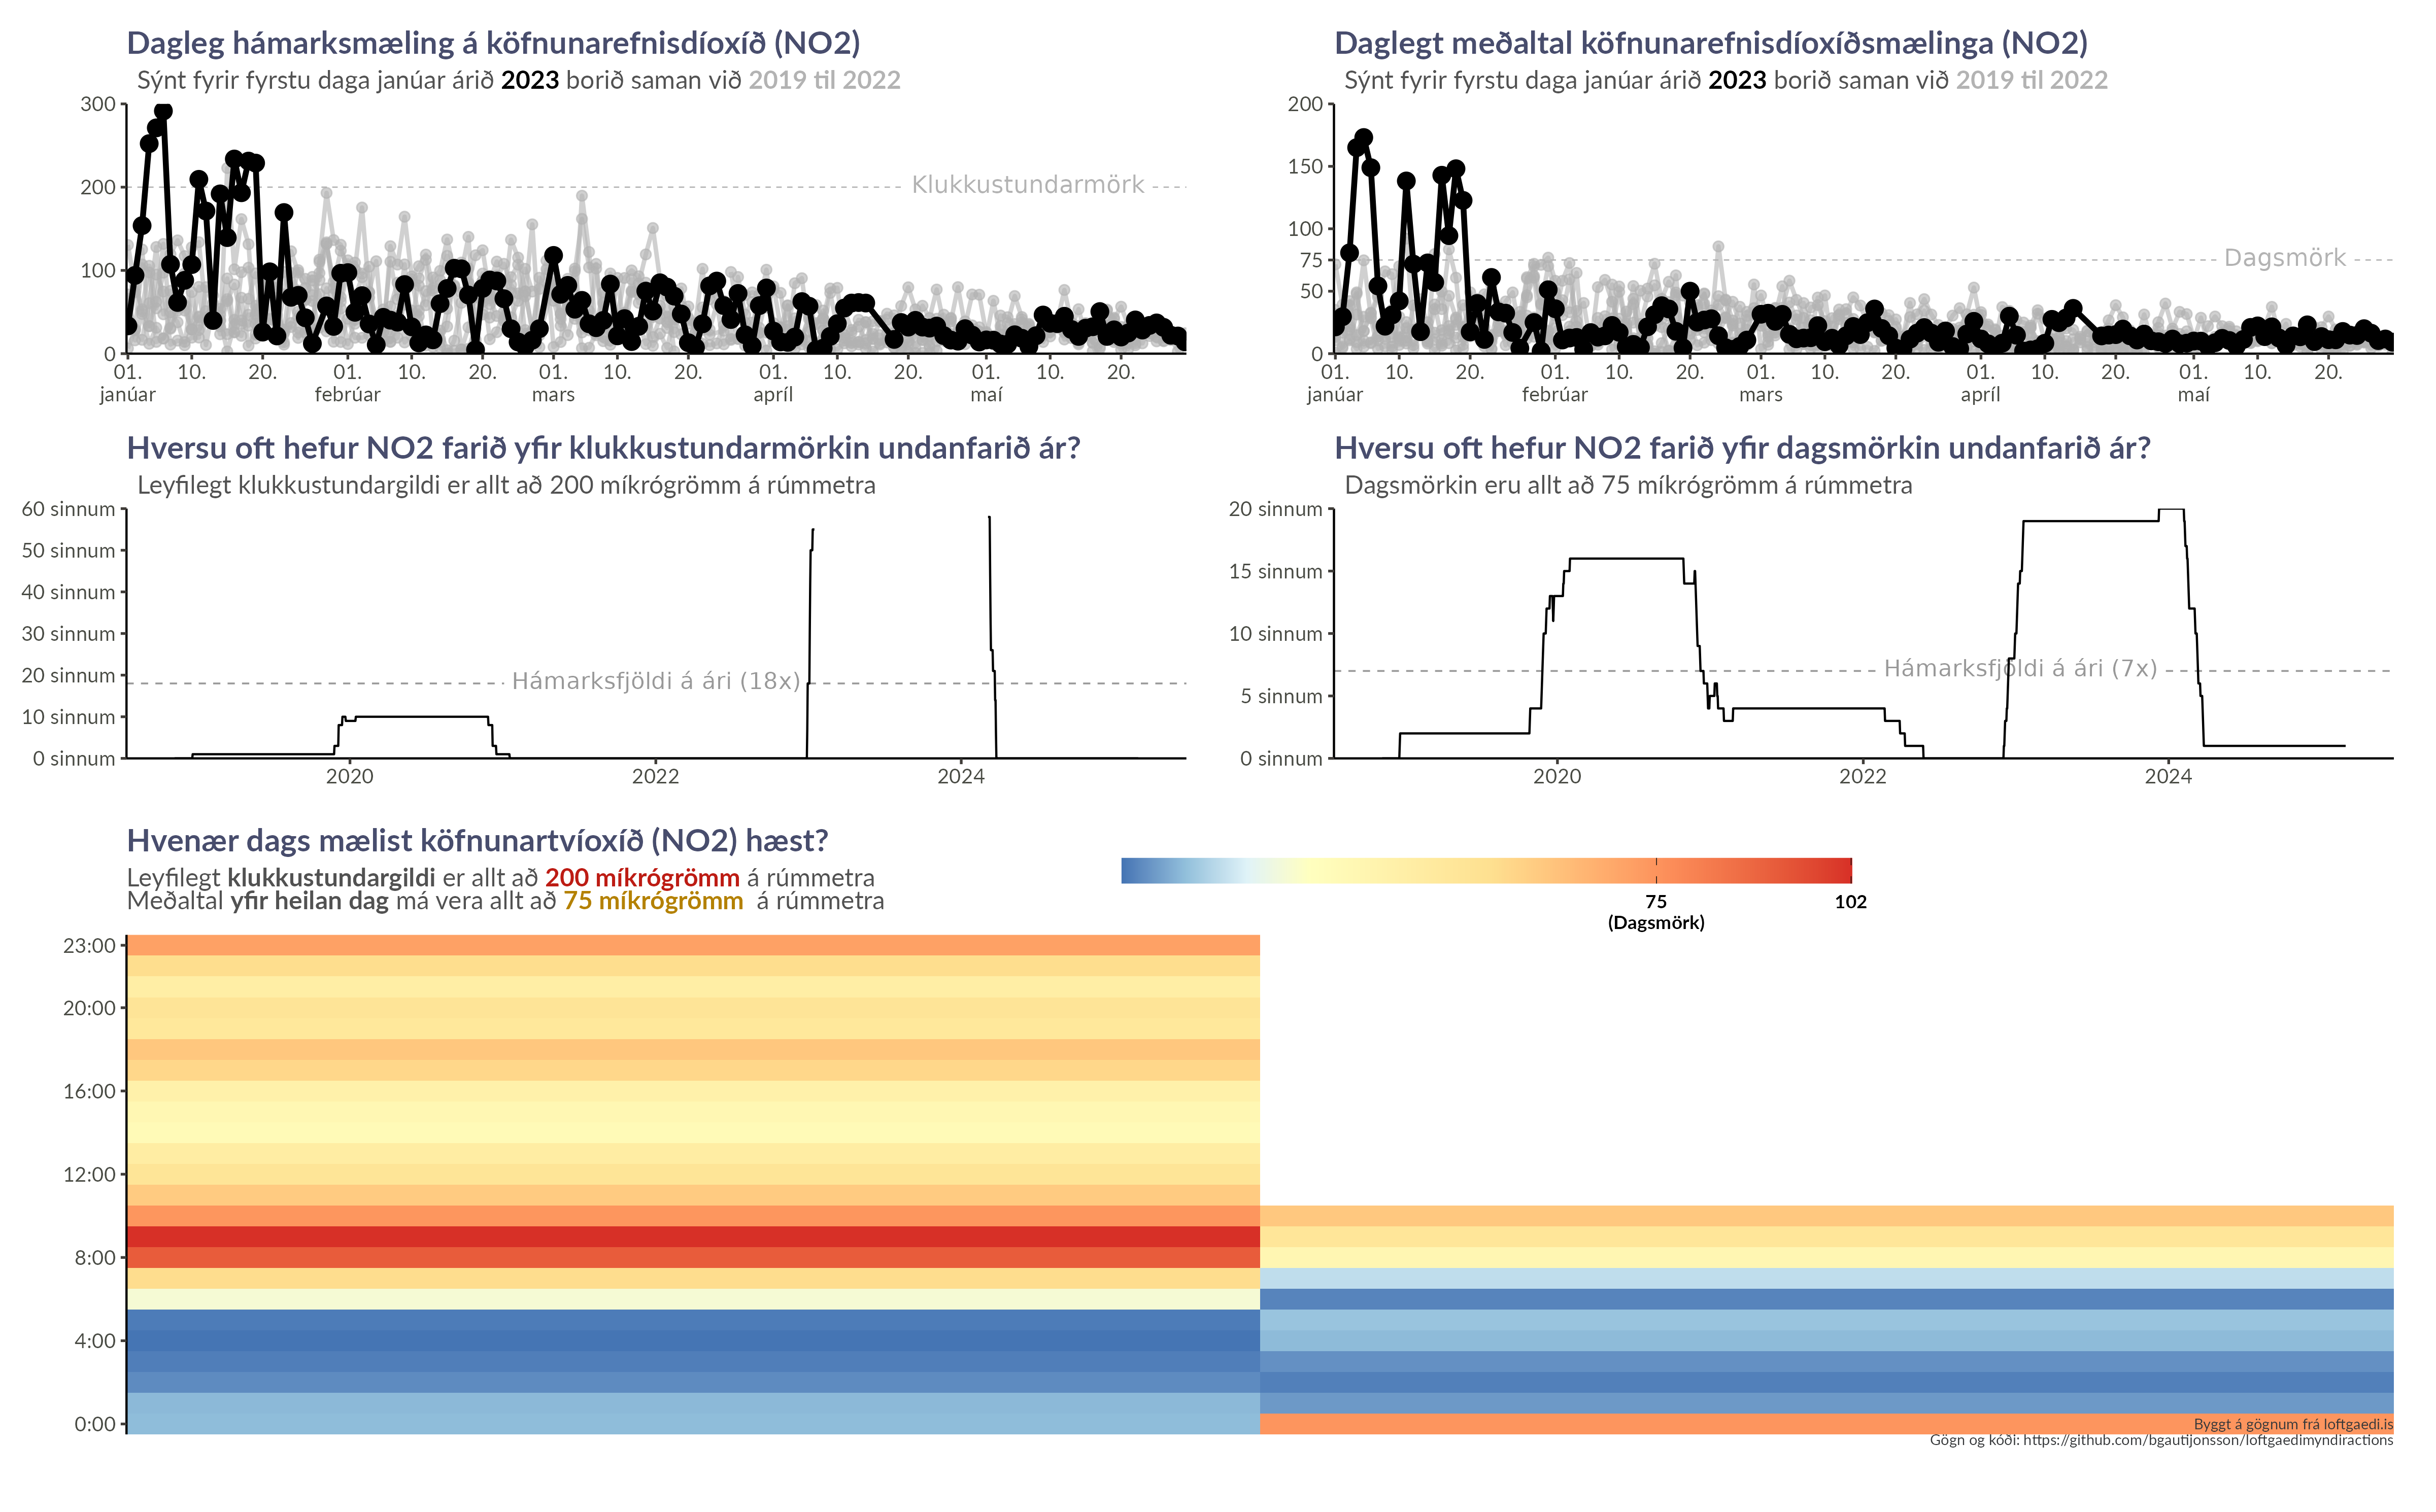 Dagleg hámarksmæling á köfnunarefnisdíoxíð (NO2)
Sýnt fyrir fyrstu daga janúar árið 2023 borið saman við 2019 til 2022
300
200
100
0
Klukkustundarmörk
01. 10. 20. 01. 10. 20. 01. 10. 20. 01. 10. 20. 01. 10. 20.
janúar febrúar mars apríl maí
Daglegt meðaltal köfnunarefnisdíoxíðsmælinga (NO2)
Sýnt fyrir fyrstu daga janúar árið 2023 borið saman við 2019 til 2022
200
150
100
75
50
0
Dagsmörk
01. 10. 20. 01. 10. 20. 01. 10. 20. 01. 10. 20. 01. 10. 20.
janúar febrúar mars apríl maí
Hversu oft hefur NO2 farið yfir klukkustundarmörkin undanfarið ár?
Leyfilegt klukkustundargildi er allt að 200 míkrógrömm á rúmmetra
60 sinnum
50 sinnum
40 sinnum
30 sinnum
20 sinnum
10 sinnum
0 sinnum
Hámarksfjöldi á ári (18x)
2020 2022 2024
Hversu oft hefur NO2 farið yfir dagsmörkin undanfarið ár?
Dagsmörkin eru allt að 75 míkrógrömm á rúmmetra
20 sinnum
15 sinnum
10 sinnum
5 sinnum
0 sinnum
Hámarksfjöldi á ári (7x)
2020 2022 2024
Hvenær dags mælist köfnunartvíoxíð (NO2) hæst?
Leyfilegt klukkustundargildi er allt að 200 míkrógrömm á rúmmetra
Meðaltal yfir heilan dag má vera allt að 75 míkrógrömm á rúmmetra
75 102
(Dagsmörk)
23:00
20:00
16:00
12:00
8:00
4:00
0:00
Byggt á gögnum frá loftgaedi.is
Gögn og kóði: https://github.com/bgautijonsson/loftgaedimyndiractions